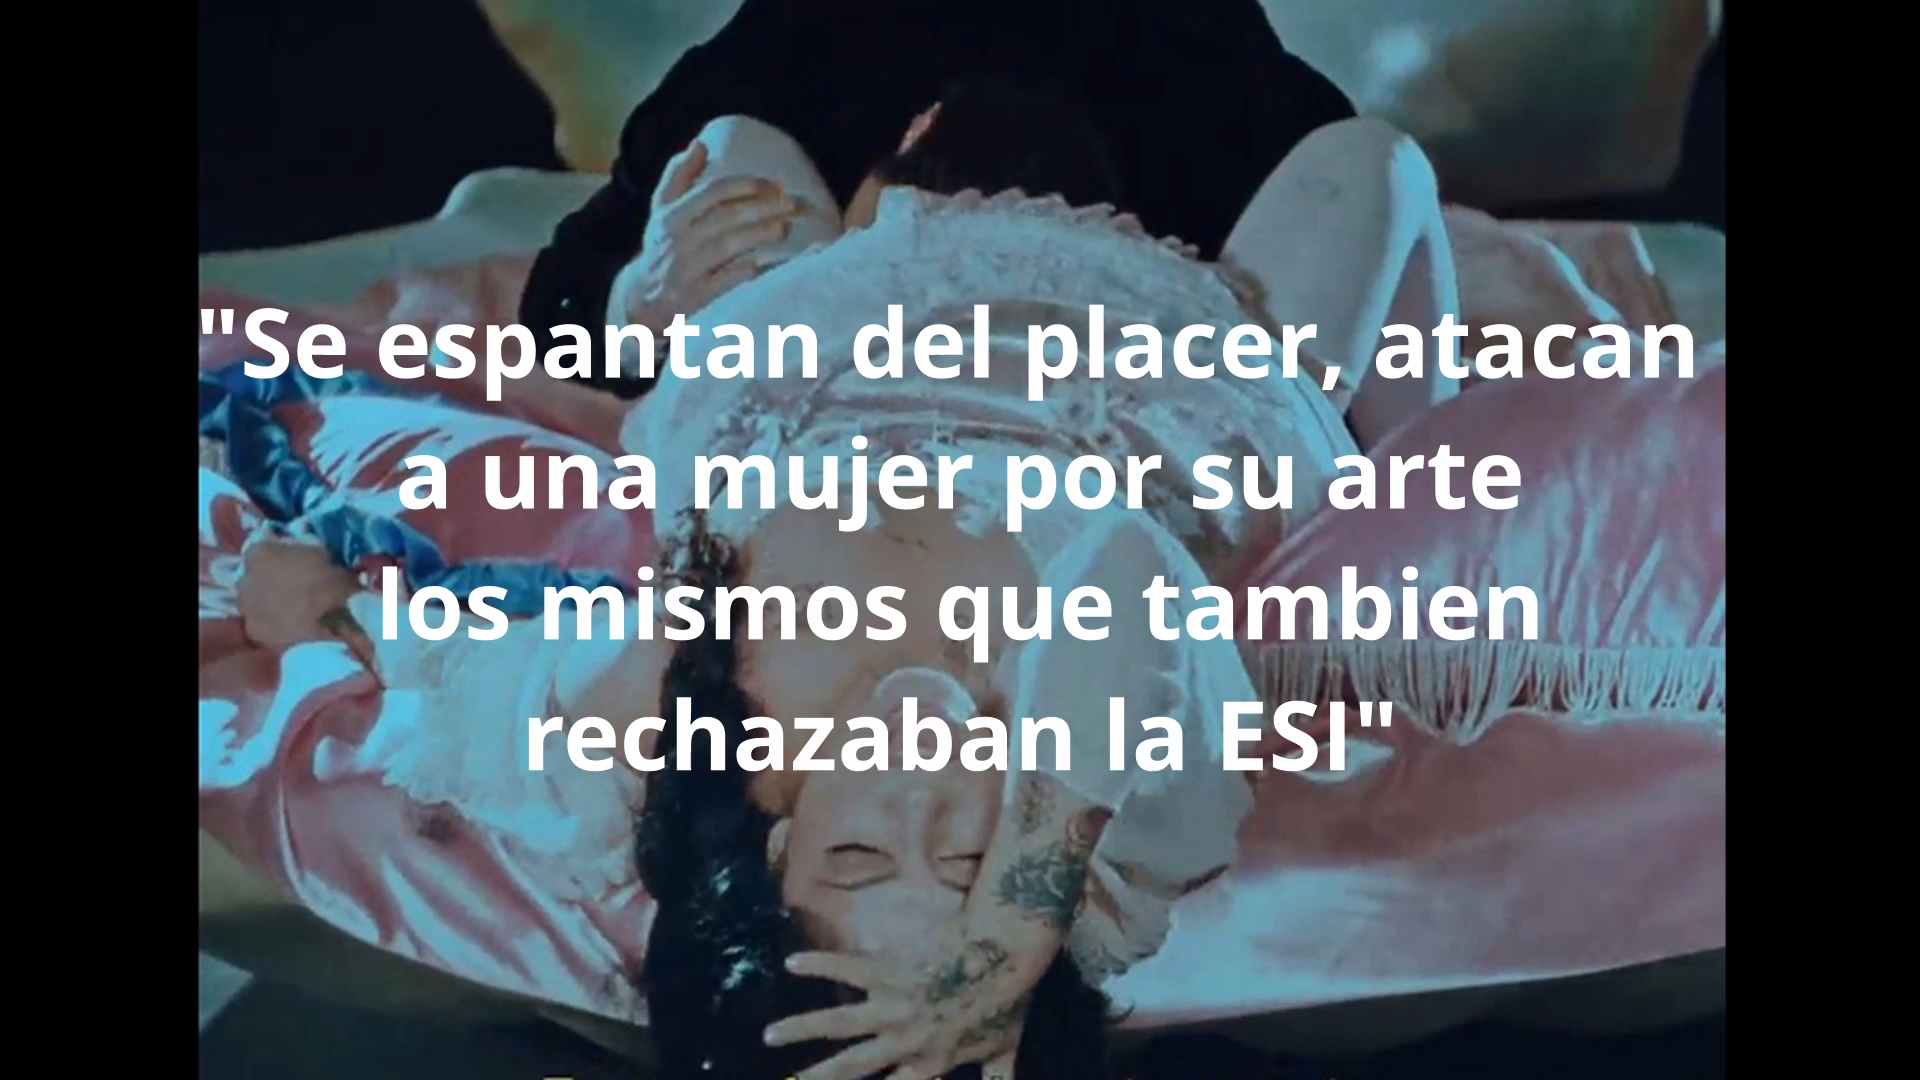 "Se espantan del placer, atacan
a una mujer por su arte
los mismos que tambien
rechazaban la ESI"